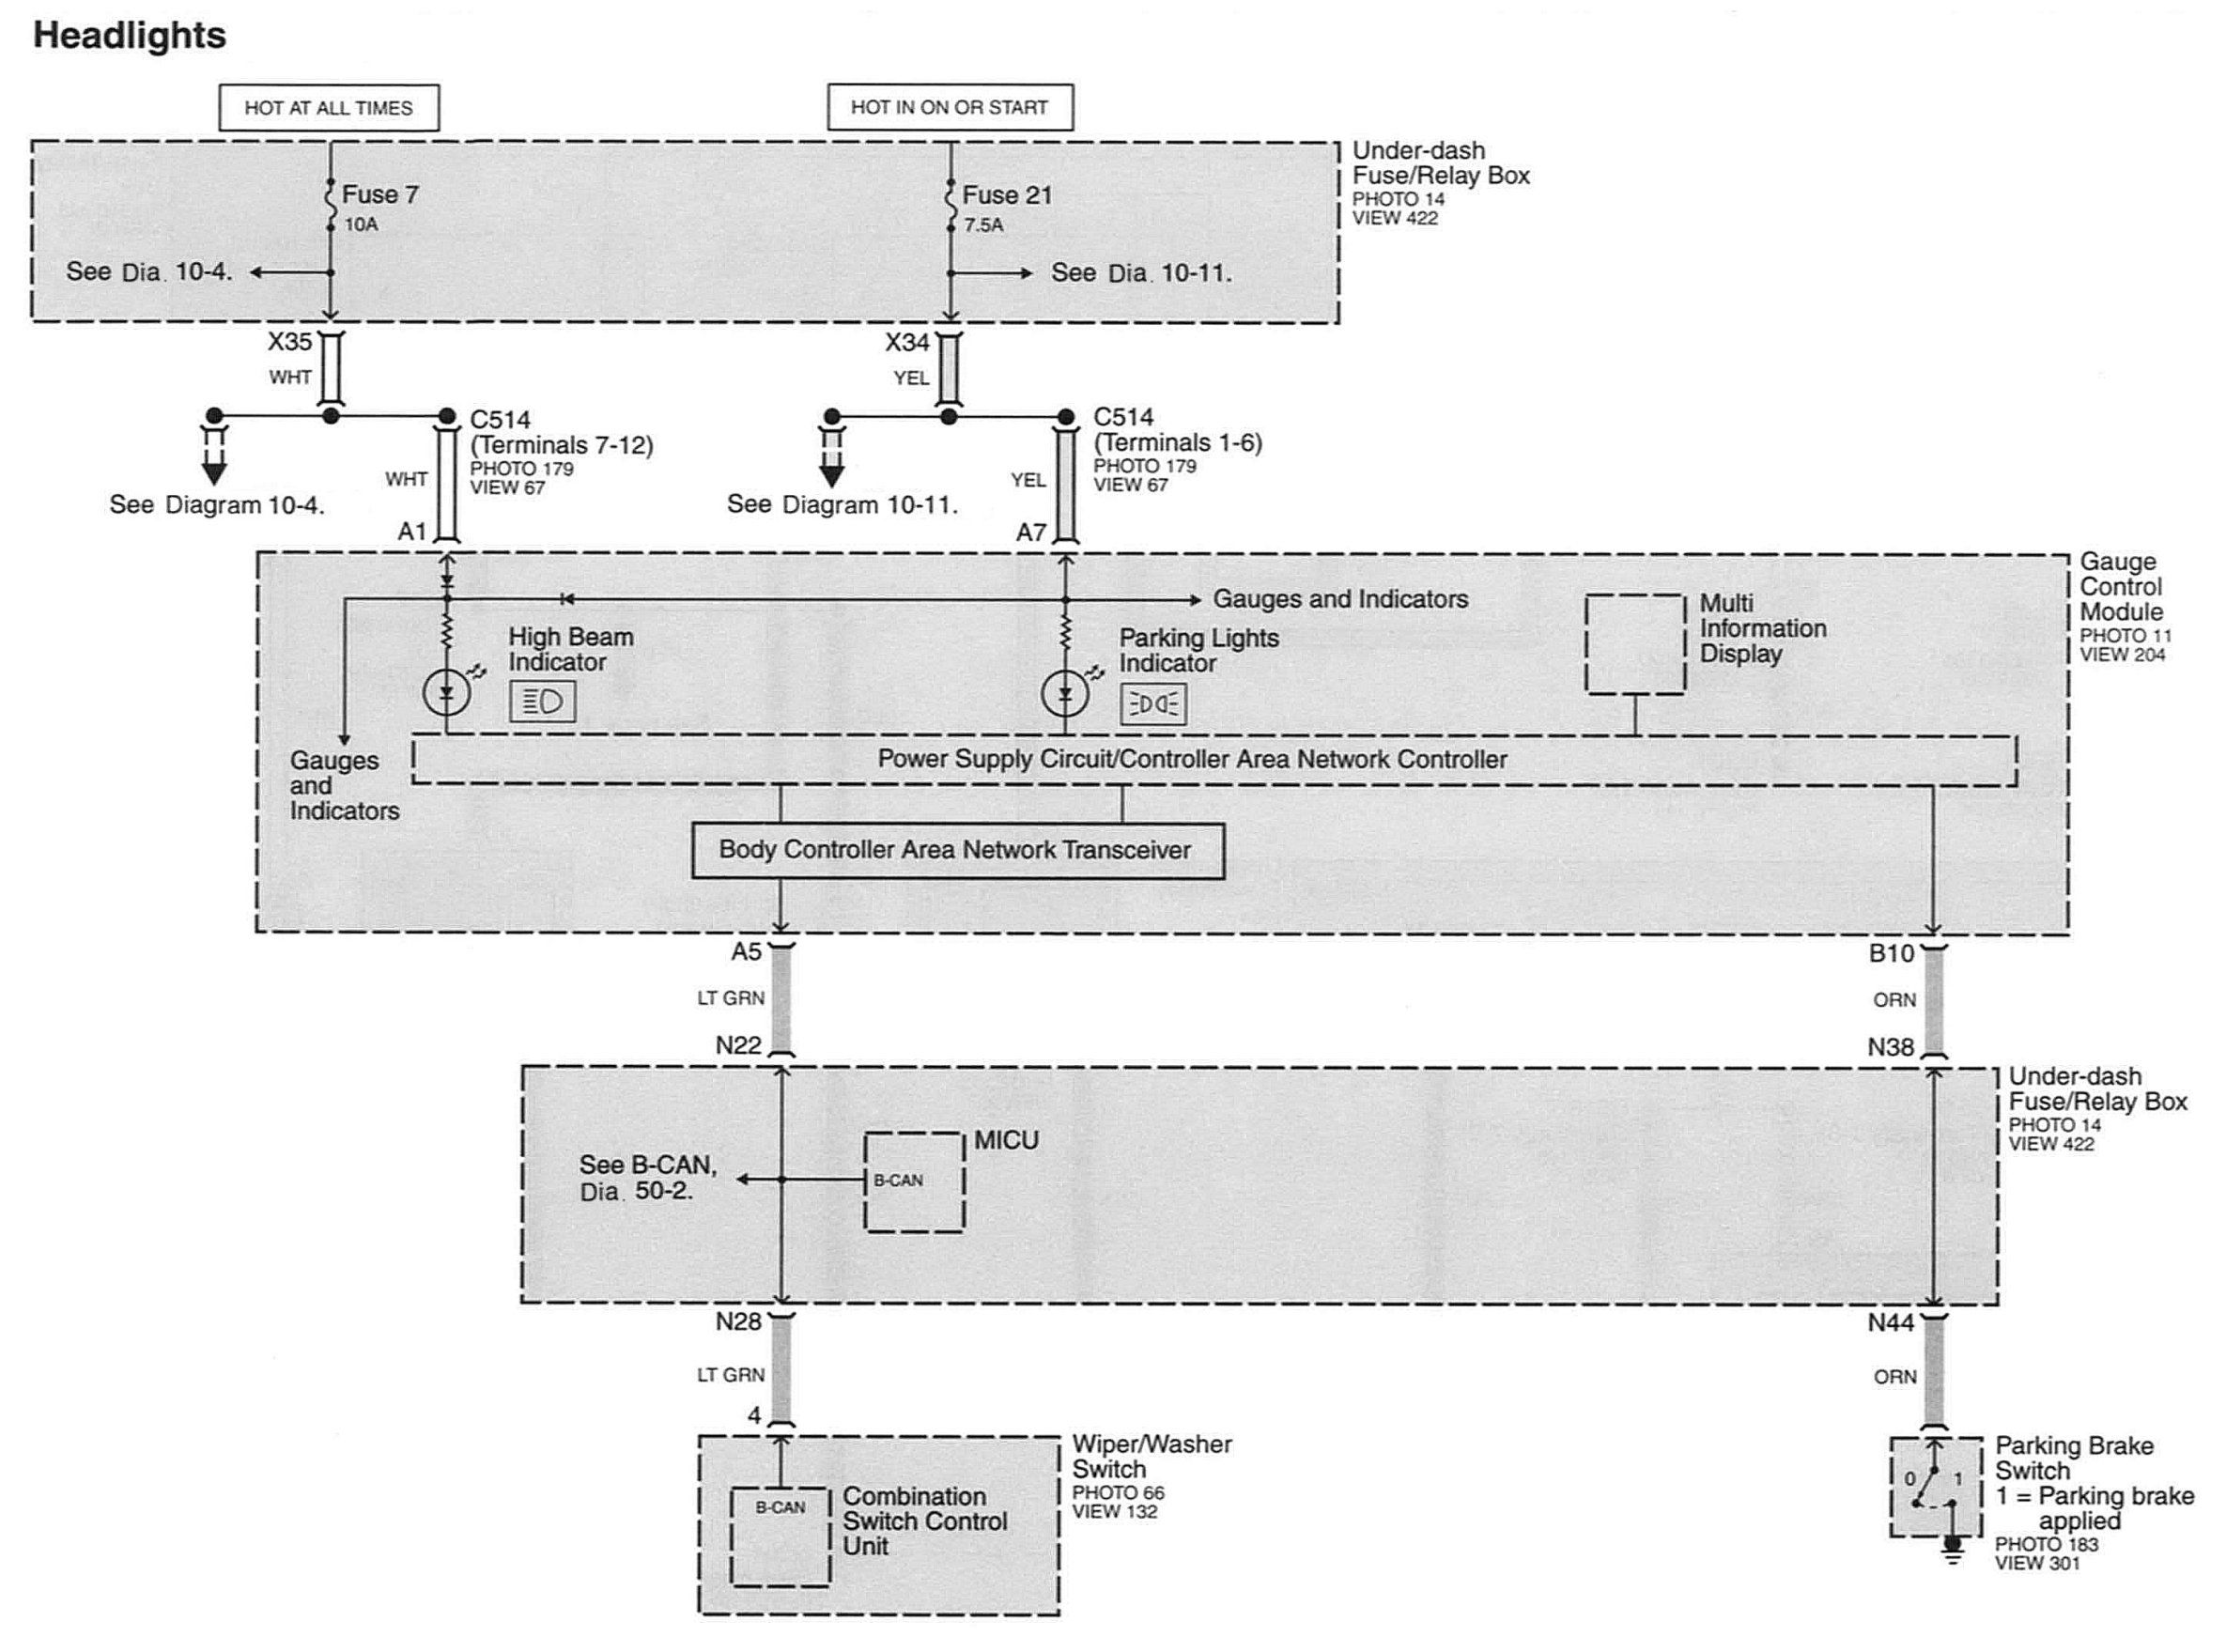 Headlights
HOT AT ALL TIMES
HOT IN ON OR START
Under-dash
Fuse/Relay Box
PHOTO 14
VIEW 422
Fuse 7
10A
Fuse 21
7.5A
See Dia. 10-4.
See Dia. 10-11.
X35
WHT
X34
YEL
C514
(Terminals 7-12)
PHOTO 179
VIEW 67
C514
(Terminals 1-6)
PHOTO 179
VIEW 67
WHT
YEL
See Diagram 10-4.
See Diagram 10-11.
A1
A7
Gauge
Control
Module
PHOTO 11
VIEW 204
Gauges and Indicators
Multi
Information
Display
High Beam
Indicator
Parking Lights
Indicator
Gauges
and
Indicators
Power Supply Circuit/Controller Area Network Controller
Body Controller Area Network Transceiver
A5
LT GRN
N22
B10
ORN
N38
Under-dash
Fuse/Relay Box
PHOTO 14
VIEW 422
MICU
B-CAN
See B-CAN,
Dia. 50-2.
N28
LT GRN
4
N44
ORN
Wiper/Washer
Switch
PHOTO 66
VIEW 132
B-CAN
Combination
Switch Control
Unit
0
1
Parking Brake
Switch
1 = Parking brake
applied
PHOTO 183
VIEW 301